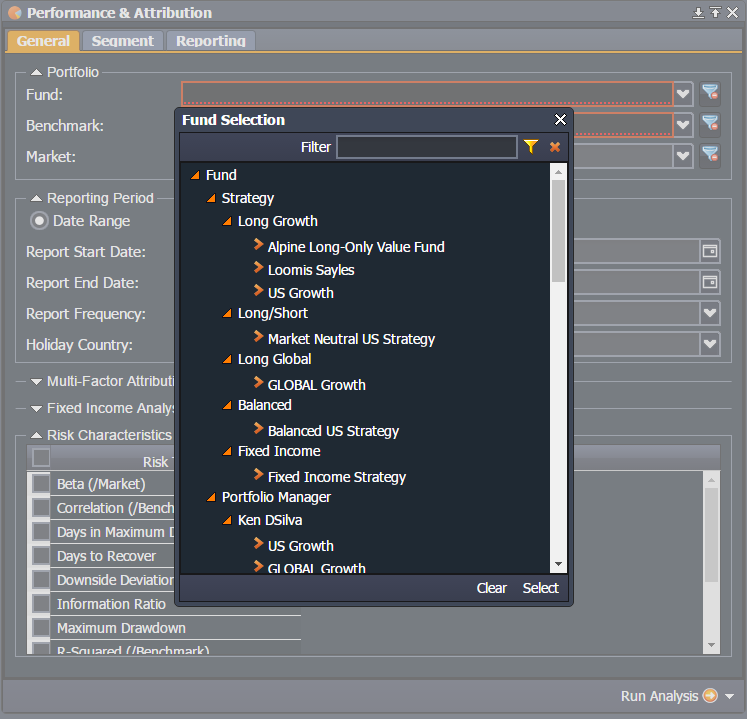 Performance & Attribution
General Segment Reporting
Portfolio
Fund:
Benchmark:
Market:
Reporting Period
Date Range
Report Start Date:
Report End Date:
Report Frequency:
Holiday Country:
Multi-Factor Attributi
Fixed Income Analys
Risk Characteristics
Risk
Beta (/Market)
Correlation (/Bench
Days in Maximum D
Days to Recover
Downside Deviation
Information Ratio
Maximum Drawdown
R-Squared (/Benchmark)
Fund Selection
Filter
Fund
Strategy
Long Growth
Alpine Long-Only Value Fund
Loomis Sayles
US Growth
Long/Short
Market Neutral US Strategy
Long Global
GLOBAL Growth
Balanced
Balanced US Strategy
Fixed Income
Fixed Income Strategy
Portfolio Manager
Ken DSilva
US Growth
GLOBAL Growth
Clear Select
Run Analysis